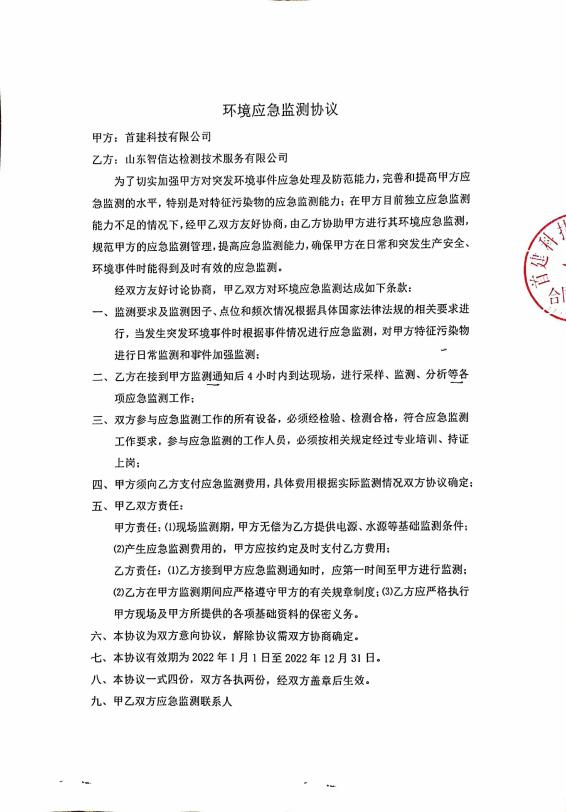 环境应急监测协议
甲方：首建科技有限公司
乙方：山东智信达检测技术服务有限公司
为了切实加强甲方对突发环境事件应急处理及防范能力，完善和提高甲方应
急监测的水平，特别是对特征污染物的应急监测能力；在甲方目前独立应急监测
能力不足的情况下，经甲乙双方友好协商，由乙方协助甲方进行其环境应急监测，
规范甲方的应急监测管理，提高应急监测能力，确保甲方在日常和突发生产安全、
环境事件时能得到及时有效的应急监测。
经双方友好讨论协商，甲乙双方对环境应急监测达成如下条款：
一、监测要求及监测因子、点位和频次情况根据具体国家法律法规的相关要求进
行，当发生突发环境事件时根据事件情况进行应急监测，对甲方特征污染物
进行日常监测和事件加强监测；
二、乙方在接到甲方监测通知后 4 小时内到达现场，进行采样、监测、分析等各
项应急监测工作；
三、双方参与应急监测工作的所有设备，必须经检验、检测合格，符合应急监测
工作要求，参与应急监测的工作人员，必须按相关规定经过专业培训、持证
上岗；
四、甲方须向乙方支付应急监测费用，具体费用根据实际监测情况双方协议确定；
五、甲乙双方责任：
甲方责任：⑴现场监测期，甲方无偿为乙方提供电源、水源等基础监测条件；
⑵产生应急监测费用的，甲方应按约定及时支付乙方费用；
乙方责任：⑴乙方接到甲方应急监测通知时，应第一时间至甲方进行监测；
⑵乙方在甲方监测期间应严格遵守甲方的有关规章制度；⑶乙方应严格执行
甲方现场及甲方所提供的各项基础资料的保密义务。
六、本协议为双方意向协议，解除协议需双方协商确定。
七、本协议有效期为 2022 年 1 月 1 日至 2022 年 12 月 31 日。
八、本协议一式四份，双方各执两份，经双方盖章后生效。
九、甲乙双方应急监测联系人
首建科技
合同